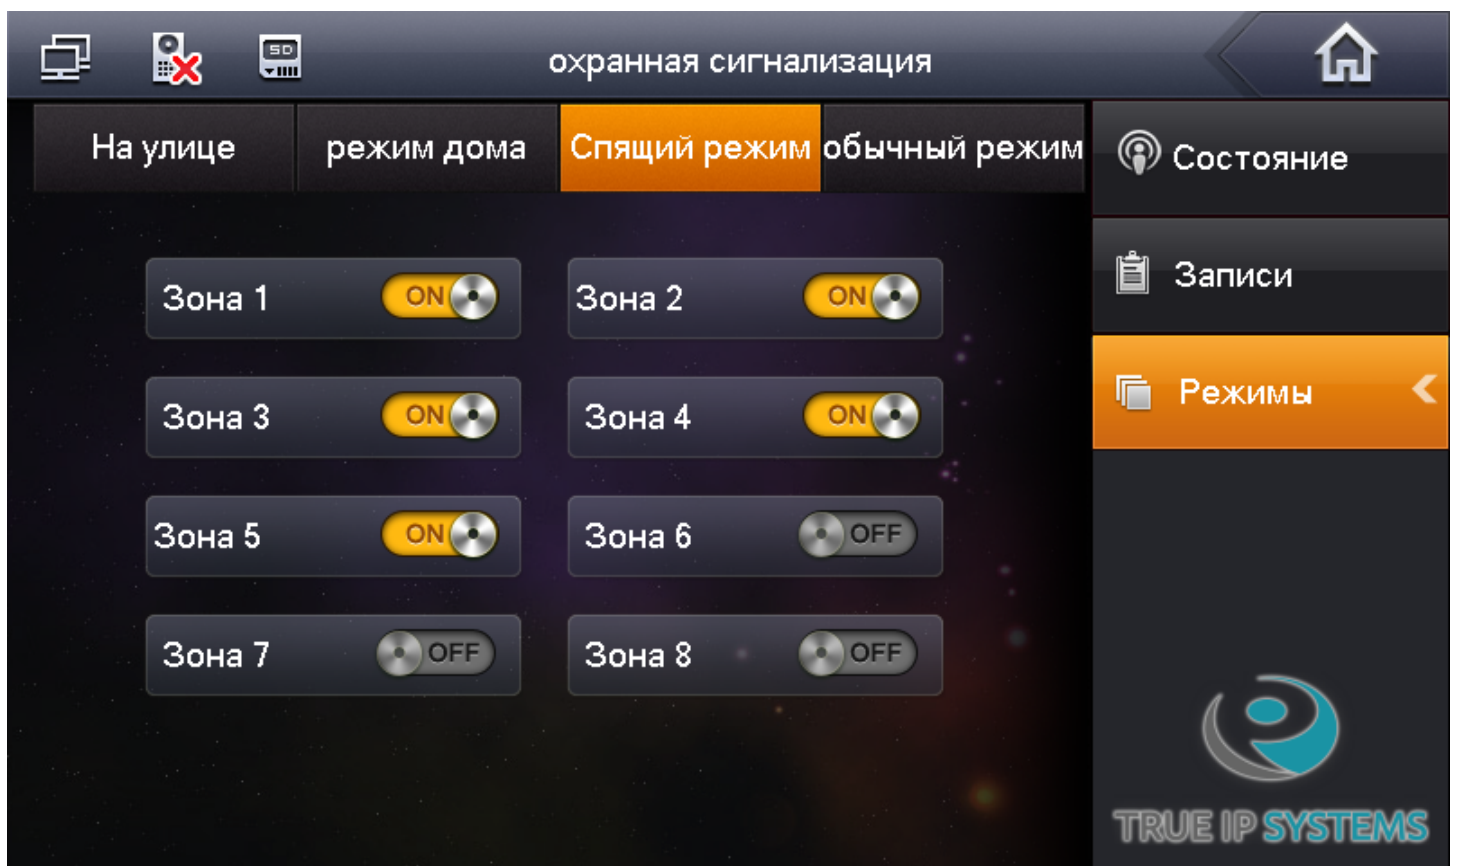 SD
охранная сигнализация
На улице
режим дома
Спящий режим
обычный режим
Состояние
Записи
Режимы
Зона 1 ON
Зона 2 ON
Зона 3 ON
Зона 4 ON
Зона 5 ON
Зона 6 OFF
Зона 7 OFF
Зона 8 OFF
TRUE IP SYSTEMS